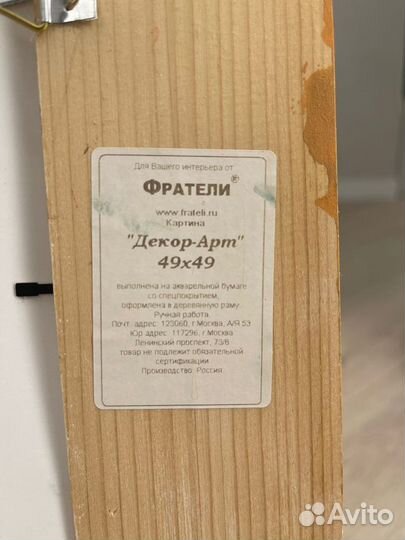 Для Вашего интерьера от
ФРАТЕЛИ®
www.frateli.ru
Картина
"Декор-Арт"
49x49
выполнена на акварельной бумаге
со спецпокрытием,
оформлена в деревянную раму.
Ручная работа.
Почт. адрес: 123060, г.Москва, А/Я 53
Юр. адрес: 117296, г.Москва
Ленинский проспект, 73/8
товар не подлежит обязательной
сертификации
Производство: Россия
Avito